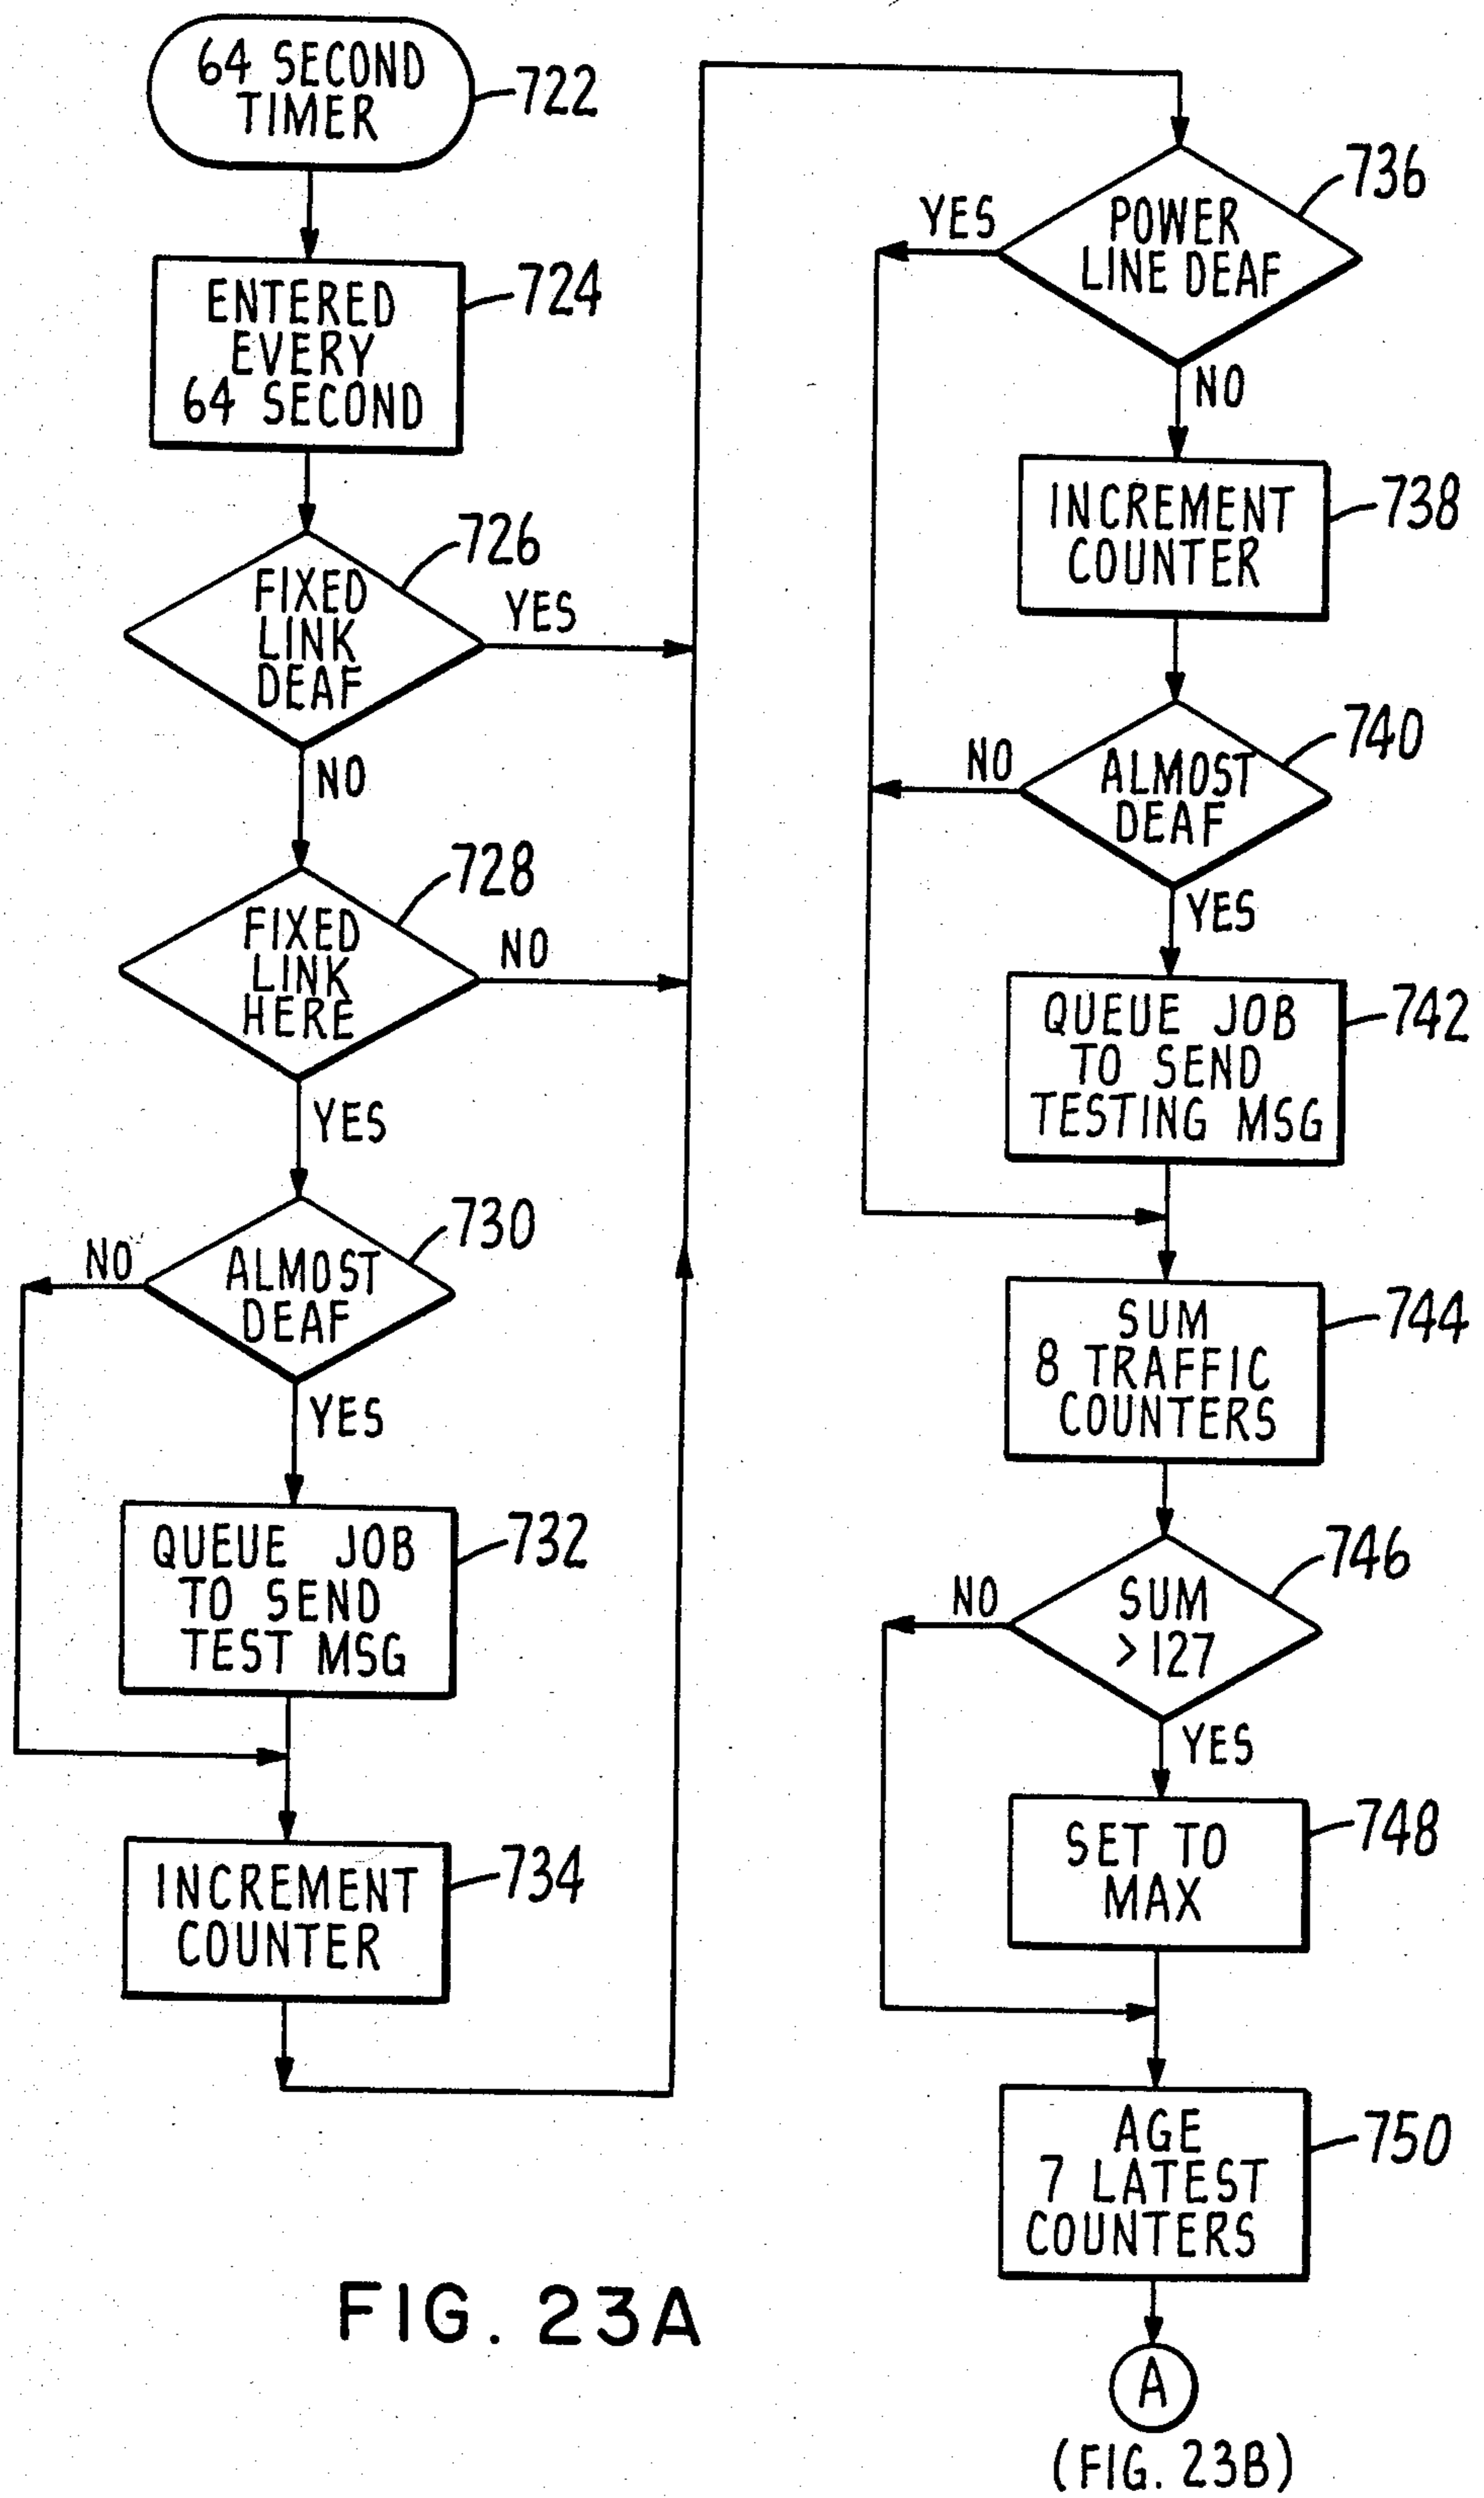 64 SECOND
TIMER
722
ENTERED
EVERY
64 SECOND
724
FIXED
LINK
DEAF
726
YES
NO
FIXED
LINK
HERE
728
NO
YES
ALMOST
DEAF
730
NO
YES
QUEUE JOB
TO SEND
TEST MSG
732
INCREMENT
COUNTER
734
POWER
LINE DEAF
736
YES
NO
INCREMENT
COUNTER
738
ALMOST
DEAF
740
NO
YES
QUEUE JOB
TO SEND
TESTING MSG
742
SUM
8 TRAFFIC
COUNTERS
744
SUM
>127
746
NO
YES
SET TO
MAX
748
AGE
7 LATEST
COUNTERS
750
A
(FIG. 23B)
FIG. 23A